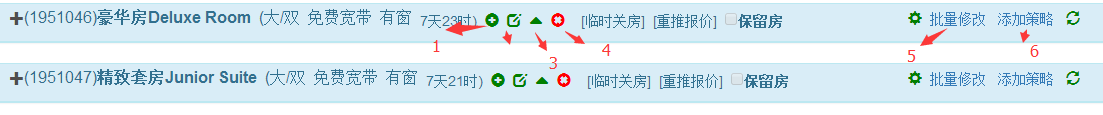 (1951046)豪华房Deluxe Room (大/双 免费宽带 有窗 7天23时) [临时关房] [重推报价] 保留房 批量修改 添加策略
1 3 4 5 6
(1951047)精致套房Junior Suite (大/双 免费宽带 有窗 7天21时) [临时关房] [重推报价] 保留房 批量修改 添加策略